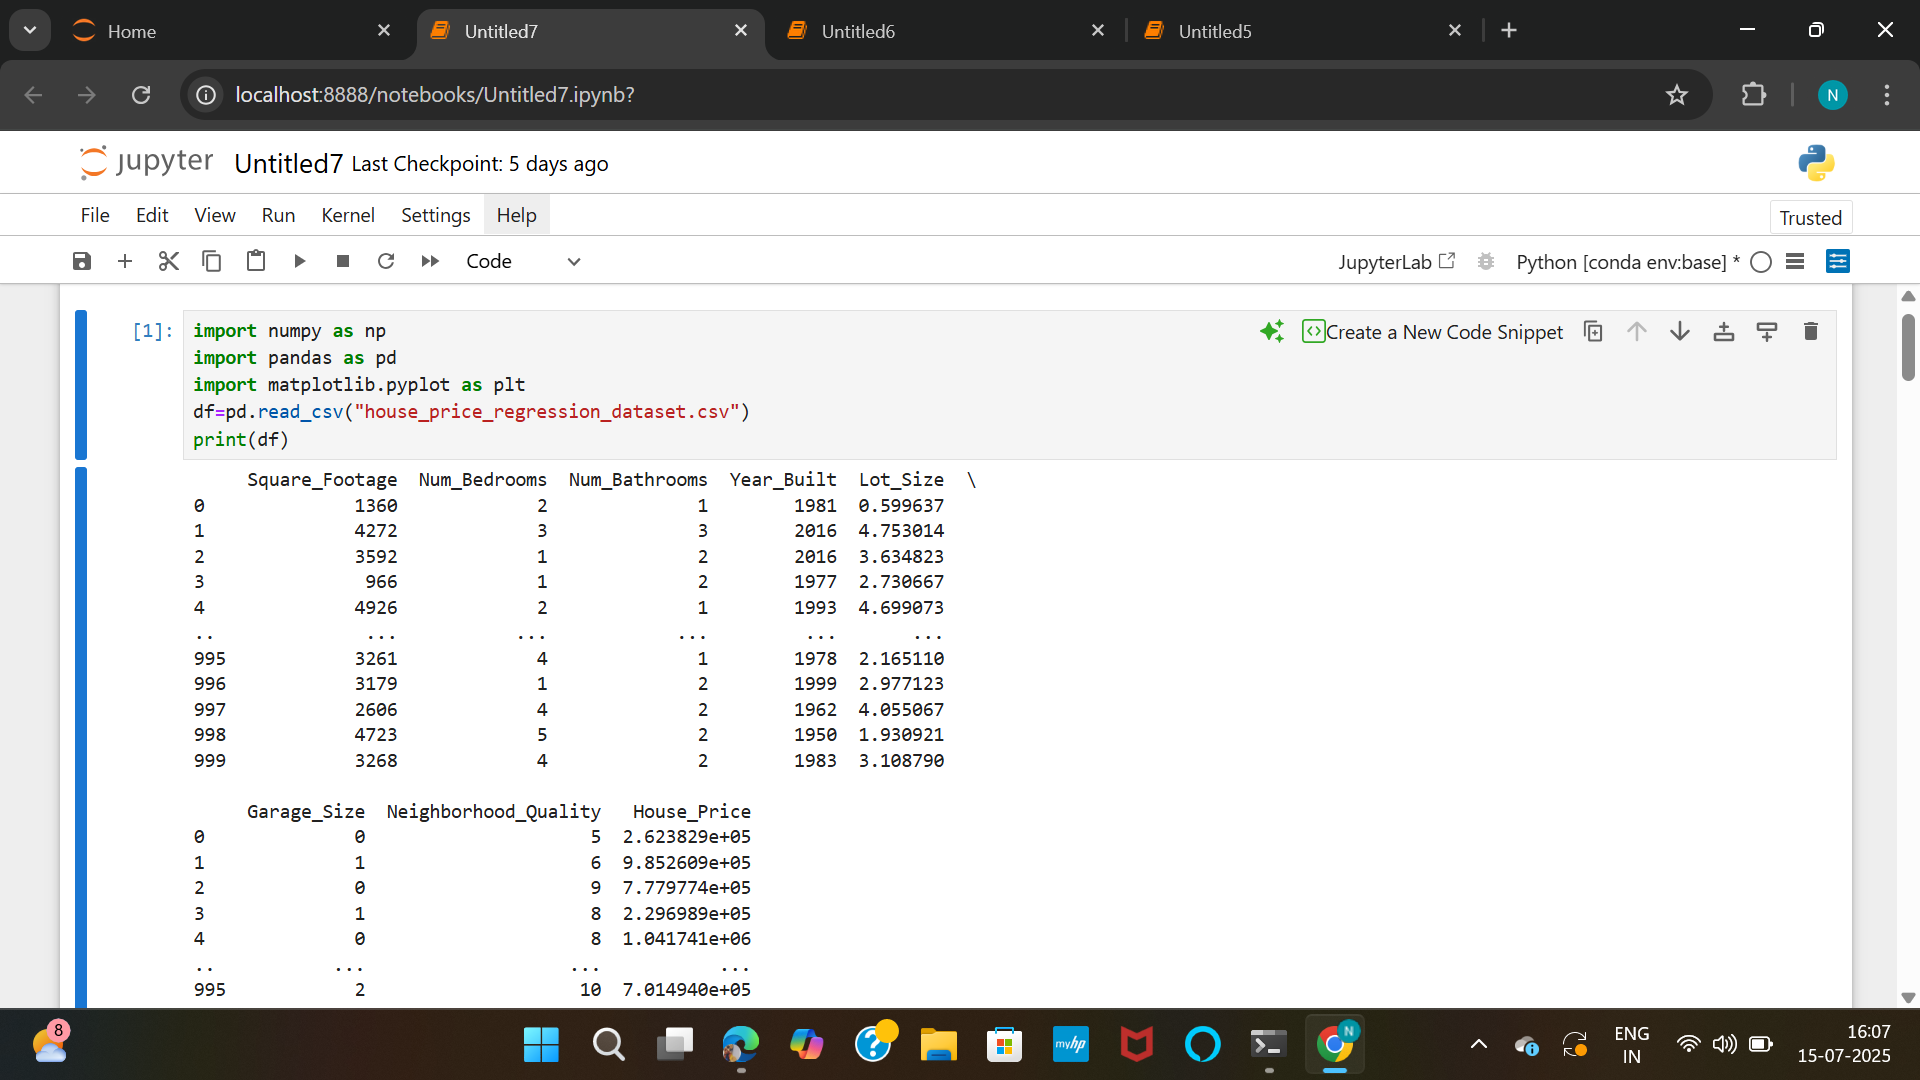 Home
Untitled7
Untitled6
Untitled5
localhost:8888/notebooks/Untitled7.ipynb?
N
jupyter Untitled7 Last Checkpoint: 5 days ago
File Edit View Run Kernel Settings Help
Trusted
Code
JupyterLab
Python [conda env:base] *
[1]:
import numpy as np
import pandas as pd
import matplotlib.pyplot as plt
df=pd.read_csv("house_price_regression_dataset.csv")
print(df)
Create a New Code Snippet
Square_Footage Num_Bedrooms Num_Bathrooms Year_Built Lot_Size \
0 1360 2 1 1981 0.599637
1 4272 3 3 2016 4.753014
2 3592 1 2 2016 3.634823
3 966 1 2 1977 2.730667
4 4926 2 1 1993 4.699073
.. ... ... ... ... ...
995 3261 4 1 1978 2.165110
996 3179 1 2 1999 2.977123
997 2606 4 2 1962 4.055067
998 4723 5 2 1950 1.930921
999 3268 4 2 1983 3.108790
Garage_Size Neighborhood_Quality House_Price
0 0 5 2.623829e+05
1 1 6 9.852609e+05
2 0 9 7.779774e+05
3 1 8 2.296989e+05
4 0 8 1.041741e+06
.. ... ... ...
995 2 10 7.014940e+05
8
myhp
N
ENG
IN
16:07
15-07-2025